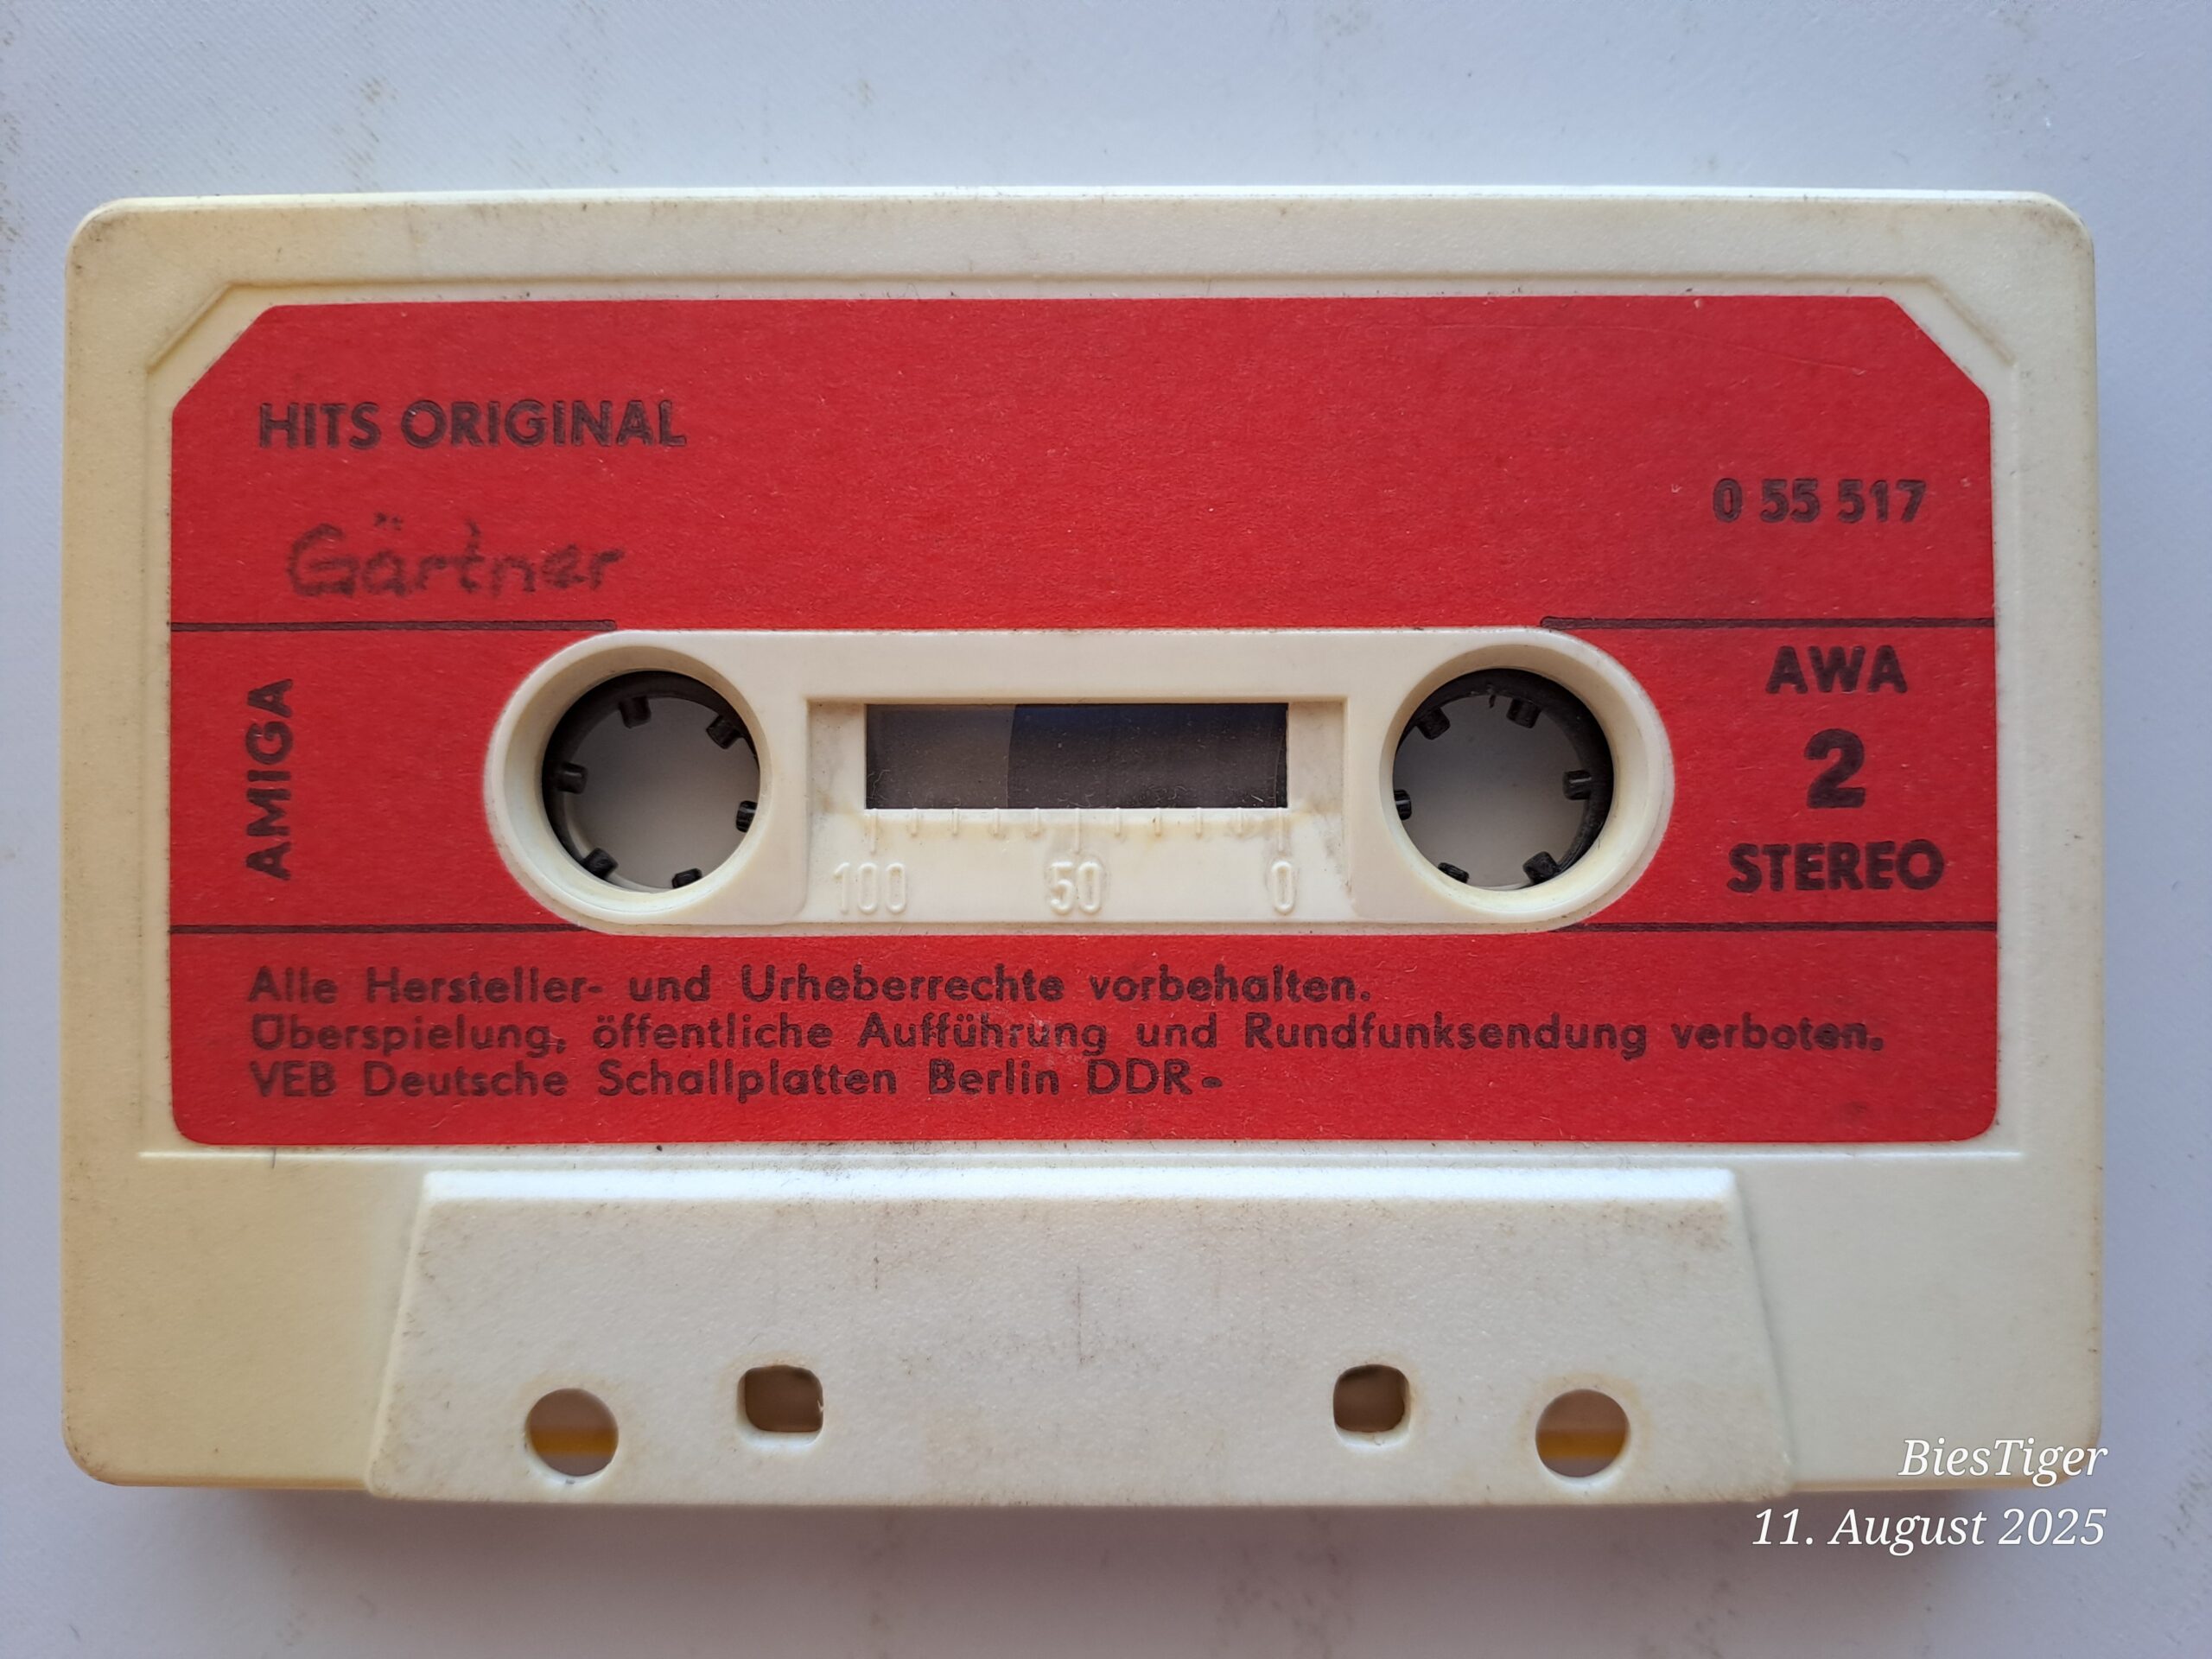 HITS ORIGINAL
0 55 517
Gärtner
AMIGA
AWA
2
STEREO
100 50 0
Alle Hersteller- und Urheberrechte vorbehalten.
Überspielung, öffentliche Aufführung und Rundfunksendung verboten.
VEB Deutsche Schallplatten Berlin DDR-
BiesTiger
11. August 2025